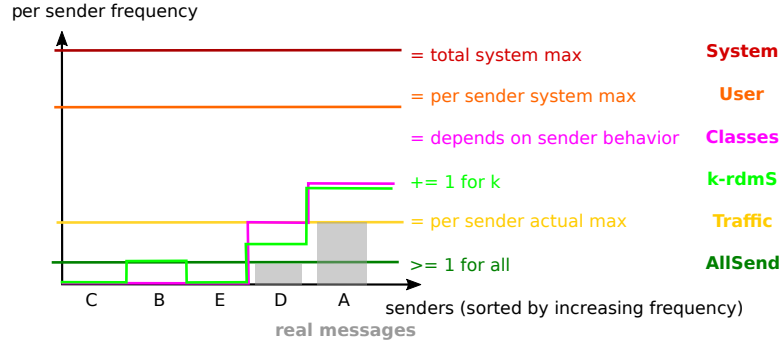 per sender frequency
= total system max System
= per sender system max User
= depends on sender behavior Classes
+= 1 for k k-rdmS
= per sender actual max Traffic
>= 1 for all AllSend
C B E D A
senders (sorted by increasing frequency)
real messages